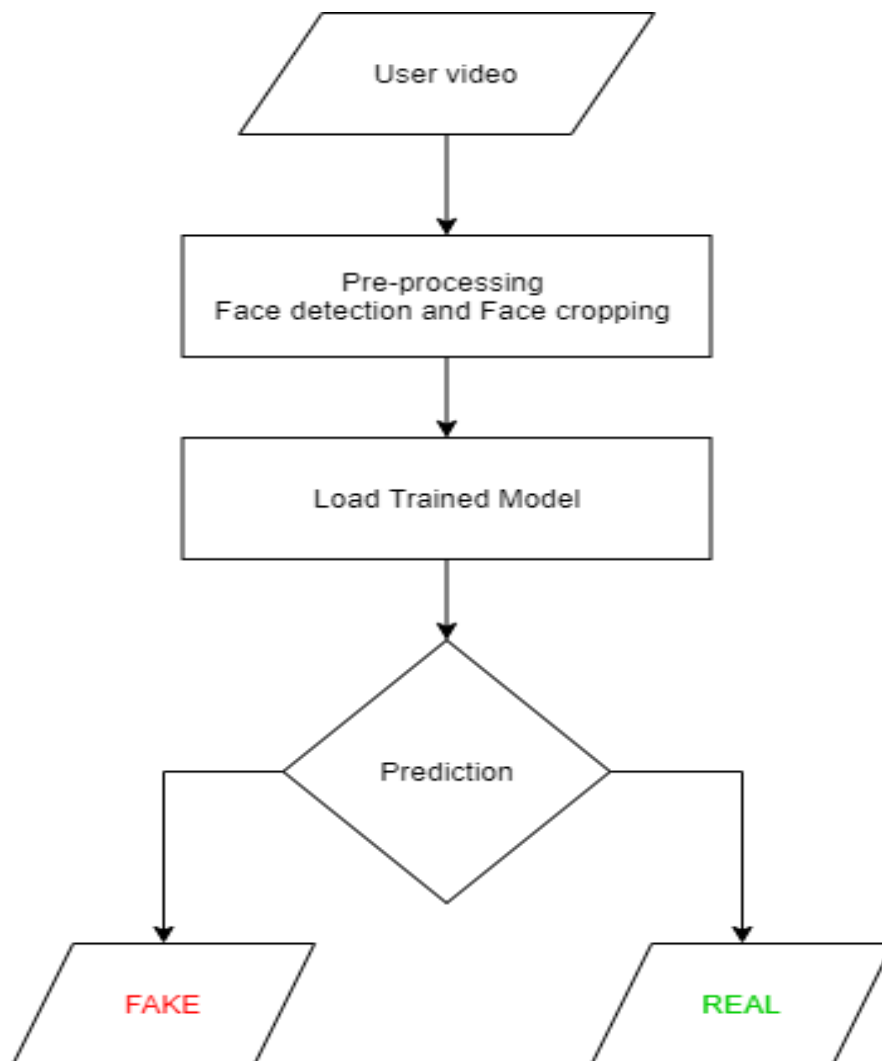 User video
Pre-processing
Face detection and Face cropping
Load Trained Model
Prediction
FAKE
REAL